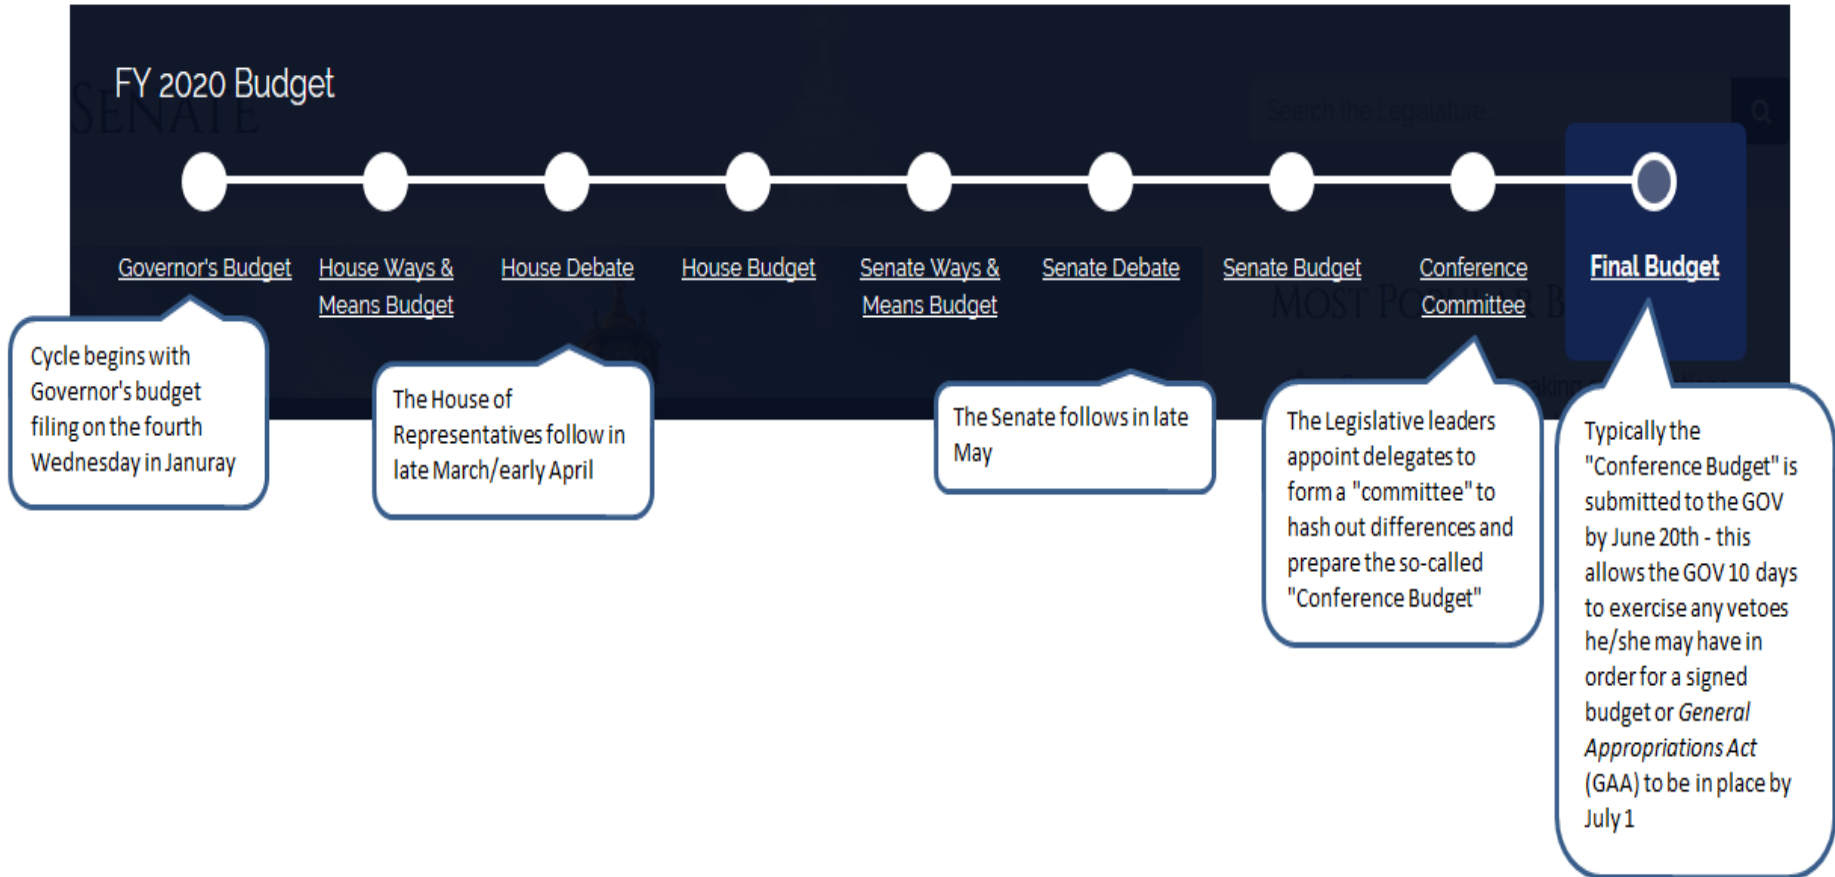 FY 2020 Budget
SENATE
Search the Legislature...
Governor's Budget
House Ways &
Means Budget
House Debate
House Budget
Senate Ways &
Means Budget
Senate Debate
Senate Budget
Conference
Committee
Final Budget
MOST POPULAR B
Cycle begins with
Governor's budget
filing on the fourth
Wednesday in Januray
The House of
Representatives follow in
late March/early April
The Senate follows in late
May
The Legislative leaders
appoint delegates to
form a "committee" to
hash out differences and
prepare the so-called
"Conference Budget"
Typically the
"Conference Budget" is
submitted to the GOV
by June 20th - this
allows the GOV 10 days
to exercise any vetoes
he/she may have in
order for a signed
budget or General
Appropriations Act
(GAA) to be in place by
July 1